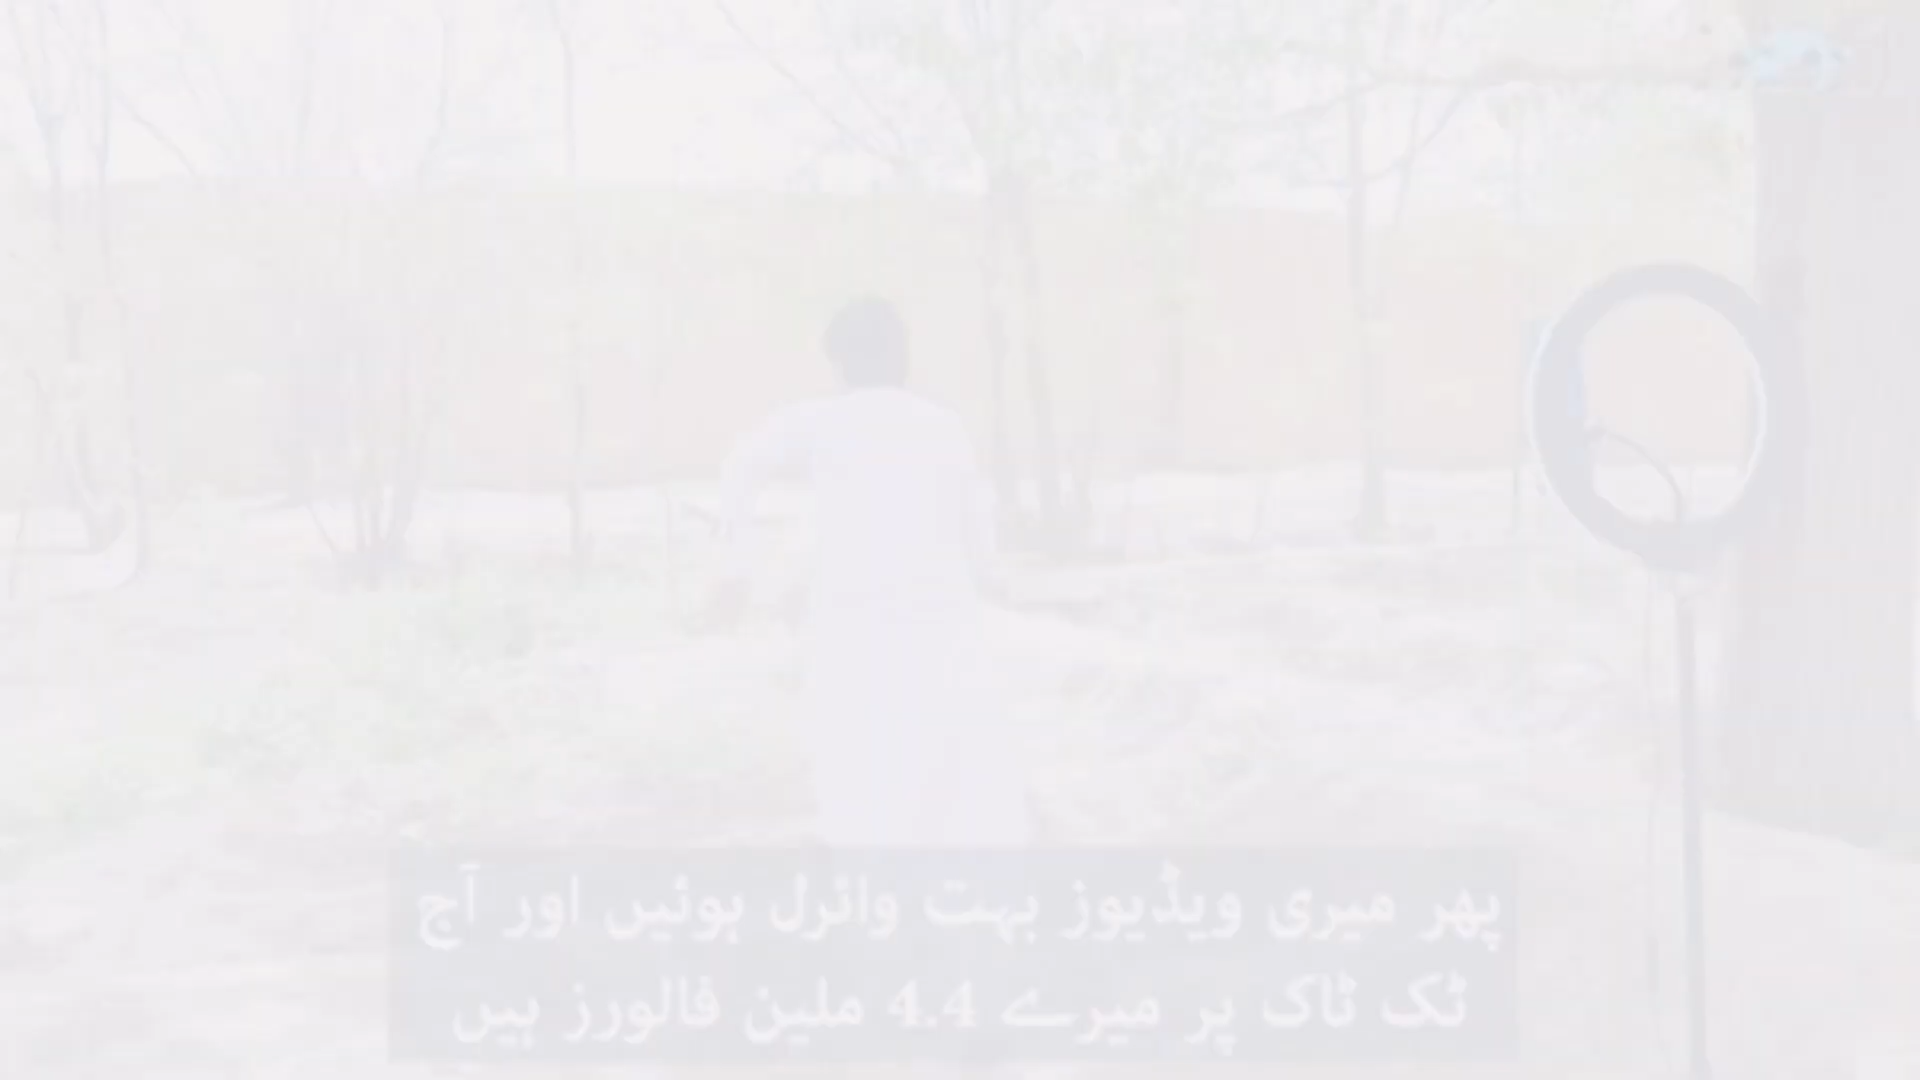 پھر میری ویڈیوز بہت وائرل ہوئیں اور آج
ٹک ٹاک پر میرے 4.4 ملین فالورز ہیں